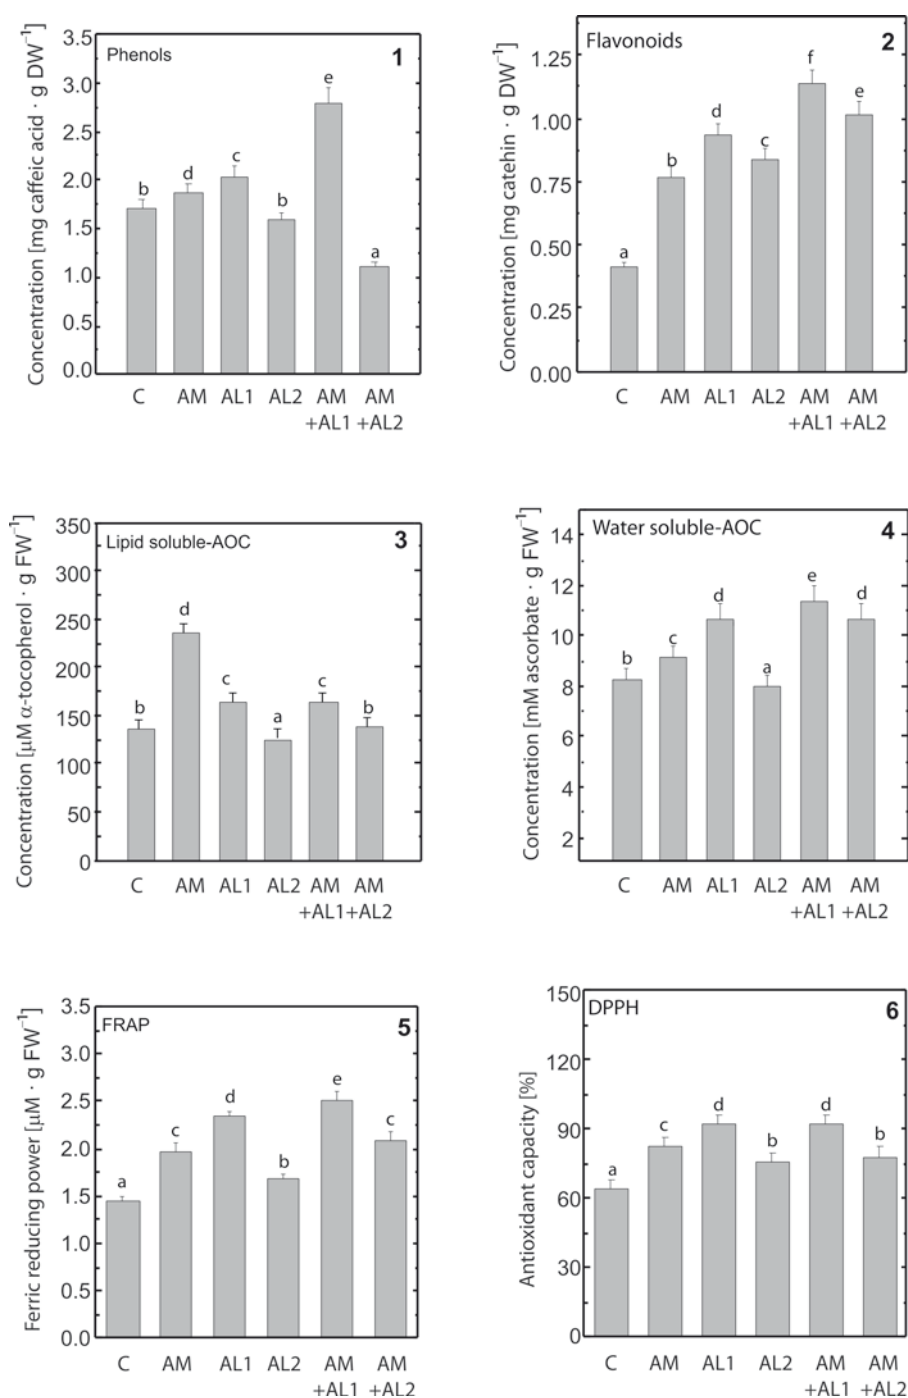 Concentration [mg caffeic acid · g DW⁻¹]
3.5
3.0
2.5
2.0
1.5
1.0
0.5
0.0
Phenols
1
b
d
c
b
e
a
C AM AL1 AL2 AM AM
+AL1 +AL2
Concentration [mg catehin · g DW⁻¹]
1.25
1.00
0.75
0.50
0.25
0.00
Flavonoids
2
a
b
d
c
f
e
C AM AL1 AL2 AM AM
+AL1 +AL2
Concentration [µM α-tocopherol · g FW⁻¹]
350
300
250
200
150
100
50
0
Lipid soluble-AOC
3
b
d
c
a
c
b
C AM AL1 AL2 AM AM
+AL1+AL2
Concentration [mM ascorbate · g FW⁻¹]
14
12
10
8
6
4
2
Water soluble-AOC
4
b
c
d
a
e
d
C AM AL1 AL2 AM AM
+AL1 +AL2
Ferric reducing power [µM · g FW⁻¹]
3.5
3.0
2.5
2.0
1.5
1.0
0.5
0.0
FRAP
5
a
c
d
b
e
c
C AM AL1 AL2 AM AM
+AL1 +AL2
Antioxidant capacity [%]
150
120
90
60
30
0
DPPH
6
a
c
d
b
d
b
C AM AL1 AL2 AM AM
+AL1 +AL2